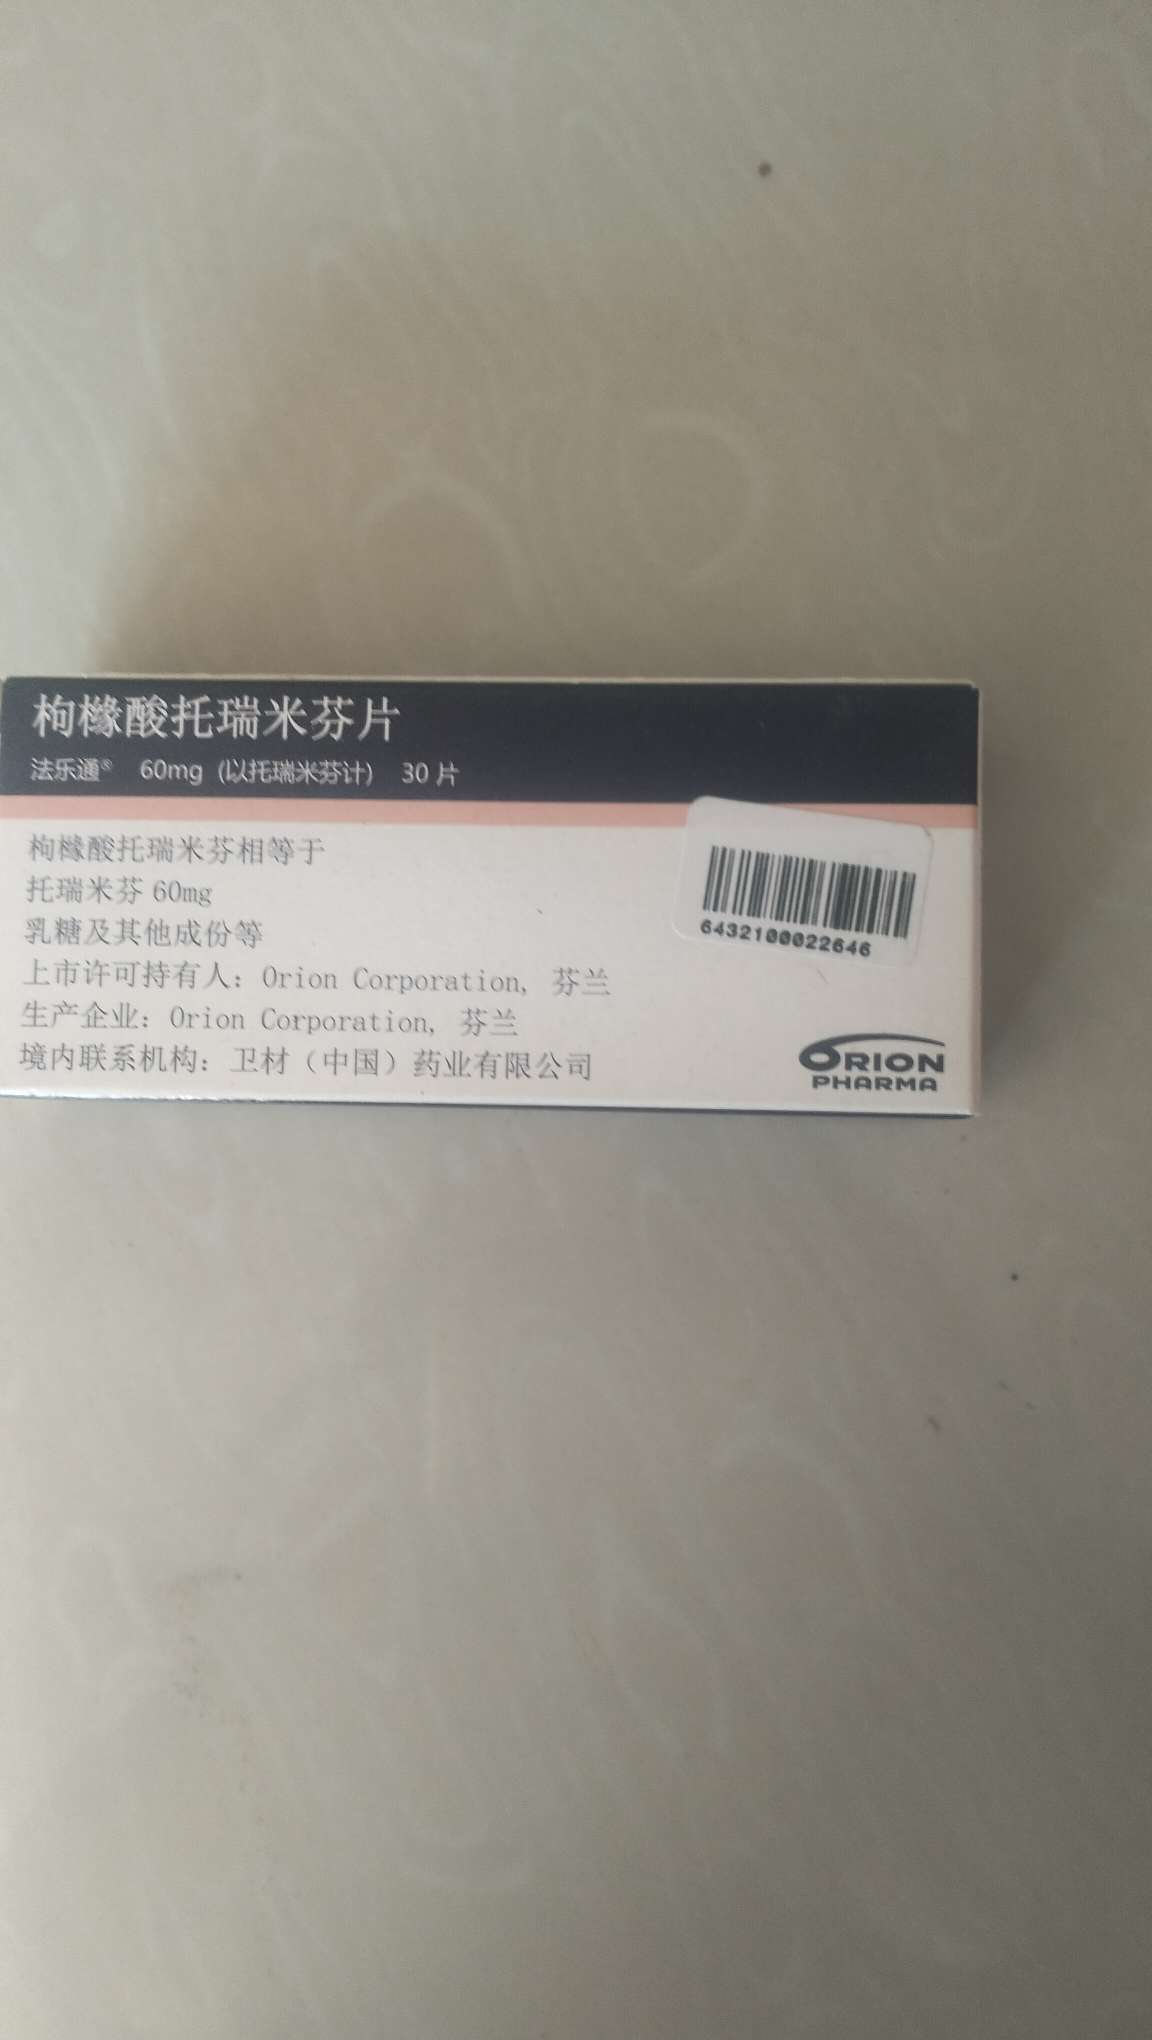 枸橼酸托瑞米芬片
法乐通® 60mg (以托瑞米芬计) 30 片
枸橼酸托瑞米芬相等于
托瑞米芬 60mg
乳糖及其他成份等
上市许可持有人：Orion Corporation, 芬兰
生产企业：Orion Corporation, 芬兰
境内联系机构：卫材（中国）药业有限公司
6432100022646
ORION
PHARMA